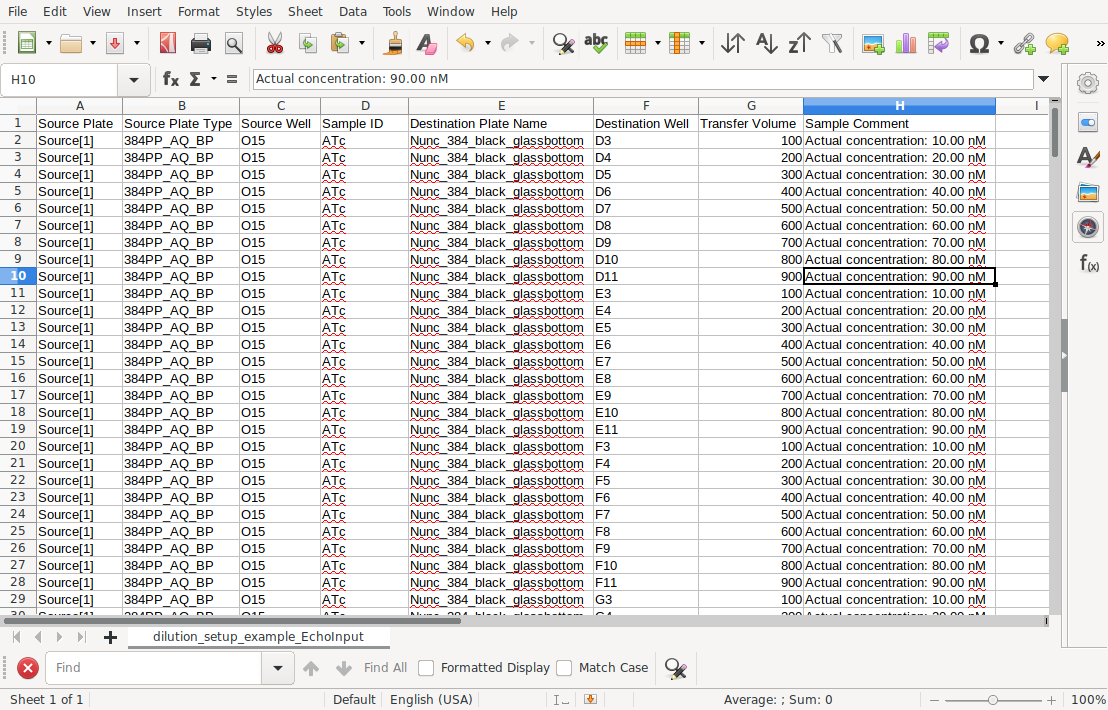 File Edit View Insert Format Styles Sheet Data Tools Window Help
abc
H10 fx Σ = Actual concentration: 90.00 nM
A B C D E F G H I
1 Source Plate Source Plate Type Source Well Sample ID Destination Plate Name Destination Well Transfer Volume Sample Comment
2 Source[1] 384PP_AQ_BP O15 ATc Nunc_384_black_glassbottom D3 100 Actual concentration: 10.00 nM
3 Source[1] 384PP_AQ_BP O15 ATc Nunc_384_black_glassbottom D4 200 Actual concentration: 20.00 nM
4 Source[1] 384PP_AQ_BP O15 ATc Nunc_384_black_glassbottom D5 300 Actual concentration: 30.00 nM
5 Source[1] 384PP_AQ_BP O15 ATc Nunc_384_black_glassbottom D6 400 Actual concentration: 40.00 nM
6 Source[1] 384PP_AQ_BP O15 ATc Nunc_384_black_glassbottom D7 500 Actual concentration: 50.00 nM
7 Source[1] 384PP_AQ_BP O15 ATc Nunc_384_black_glassbottom D8 600 Actual concentration: 60.00 nM
8 Source[1] 384PP_AQ_BP O15 ATc Nunc_384_black_glassbottom D9 700 Actual concentration: 70.00 nM
9 Source[1] 384PP_AQ_BP O15 ATc Nunc_384_black_glassbottom D10 800 Actual concentration: 80.00 nM
10 Source[1] 384PP_AQ_BP O15 ATc Nunc_384_black_glassbottom D11 900 Actual concentration: 90.00 nM
11 Source[1] 384PP_AQ_BP O15 ATc Nunc_384_black_glassbottom E3 100 Actual concentration: 10.00 nM
12 Source[1] 384PP_AQ_BP O15 ATc Nunc_384_black_glassbottom E4 200 Actual concentration: 20.00 nM
13 Source[1] 384PP_AQ_BP O15 ATc Nunc_384_black_glassbottom E5 300 Actual concentration: 30.00 nM
14 Source[1] 384PP_AQ_BP O15 ATc Nunc_384_black_glassbottom E6 400 Actual concentration: 40.00 nM
15 Source[1] 384PP_AQ_BP O15 ATc Nunc_384_black_glassbottom E7 500 Actual concentration: 50.00 nM
16 Source[1] 384PP_AQ_BP O15 ATc Nunc_384_black_glassbottom E8 600 Actual concentration: 60.00 nM
17 Source[1] 384PP_AQ_BP O15 ATc Nunc_384_black_glassbottom E9 700 Actual concentration: 70.00 nM
18 Source[1] 384PP_AQ_BP O15 ATc Nunc_384_black_glassbottom E10 800 Actual concentration: 80.00 nM
19 Source[1] 384PP_AQ_BP O15 ATc Nunc_384_black_glassbottom E11 900 Actual concentration: 90.00 nM
20 Source[1] 384PP_AQ_BP O15 ATc Nunc_384_black_glassbottom F3 100 Actual concentration: 10.00 nM
21 Source[1] 384PP_AQ_BP O15 ATc Nunc_384_black_glassbottom F4 200 Actual concentration: 20.00 nM
22 Source[1] 384PP_AQ_BP O15 ATc Nunc_384_black_glassbottom F5 300 Actual concentration: 30.00 nM
23 Source[1] 384PP_AQ_BP O15 ATc Nunc_384_black_glassbottom F6 400 Actual concentration: 40.00 nM
24 Source[1] 384PP_AQ_BP O15 ATc Nunc_384_black_glassbottom F7 500 Actual concentration: 50.00 nM
25 Source[1] 384PP_AQ_BP O15 ATc Nunc_384_black_glassbottom F8 600 Actual concentration: 60.00 nM
26 Source[1] 384PP_AQ_BP O15 ATc Nunc_384_black_glassbottom F9 700 Actual concentration: 70.00 nM
27 Source[1] 384PP_AQ_BP O15 ATc Nunc_384_black_glassbottom F10 800 Actual concentration: 80.00 nM
28 Source[1] 384PP_AQ_BP O15 ATc Nunc_384_black_glassbottom F11 900 Actual concentration: 90.00 nM
29 Source[1] 384PP_AQ_BP O15 ATc Nunc_384_black_glassbottom G3 100 Actual concentration: 10.00 nM
dilution_setup_example_EchoInput
Find Find All Formatted Display Match Case
Sheet 1 of 1 Default English (USA) Average: ; Sum: 0 100%